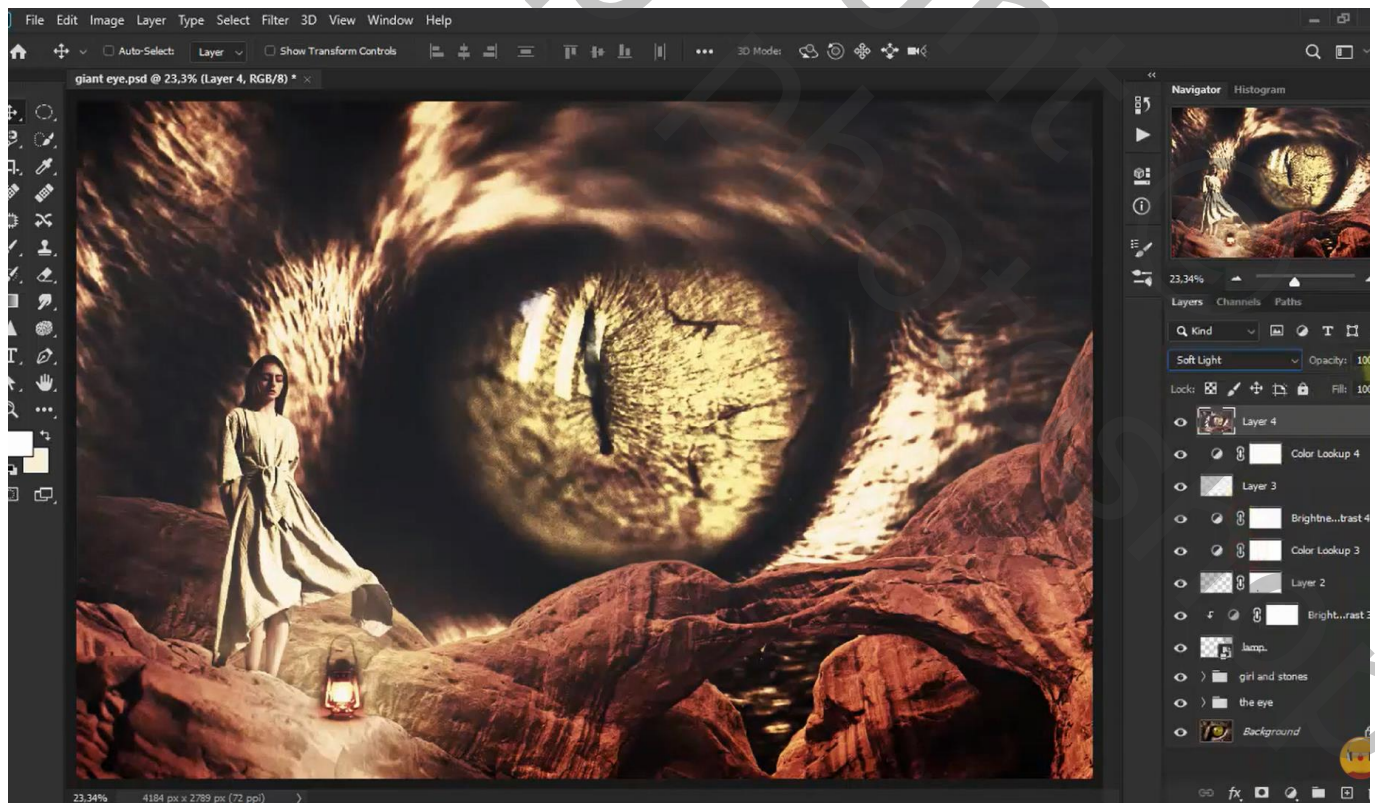 File Edit Image Layer Type Select Filter 3D View Window Help
Auto-Select: Layer Show Transform Controls 3D Mode:
giant eye.psd @ 23,3% (Layer 4, RGB/8) * ×
Navigator Histogram
23,34%
Layers Channels Paths
Kind
Soft Light Opacity: 100
Lock: Fill: 100
Layer 4
Color Lookup 4
Layer 3
Brightne...trast 4
Color Lookup 3
Layer 2
Bright...rast 3
lamp.
girl and stones
the eye
Background
fx
23,34% 4184 px x 2789 px (72 ppi)